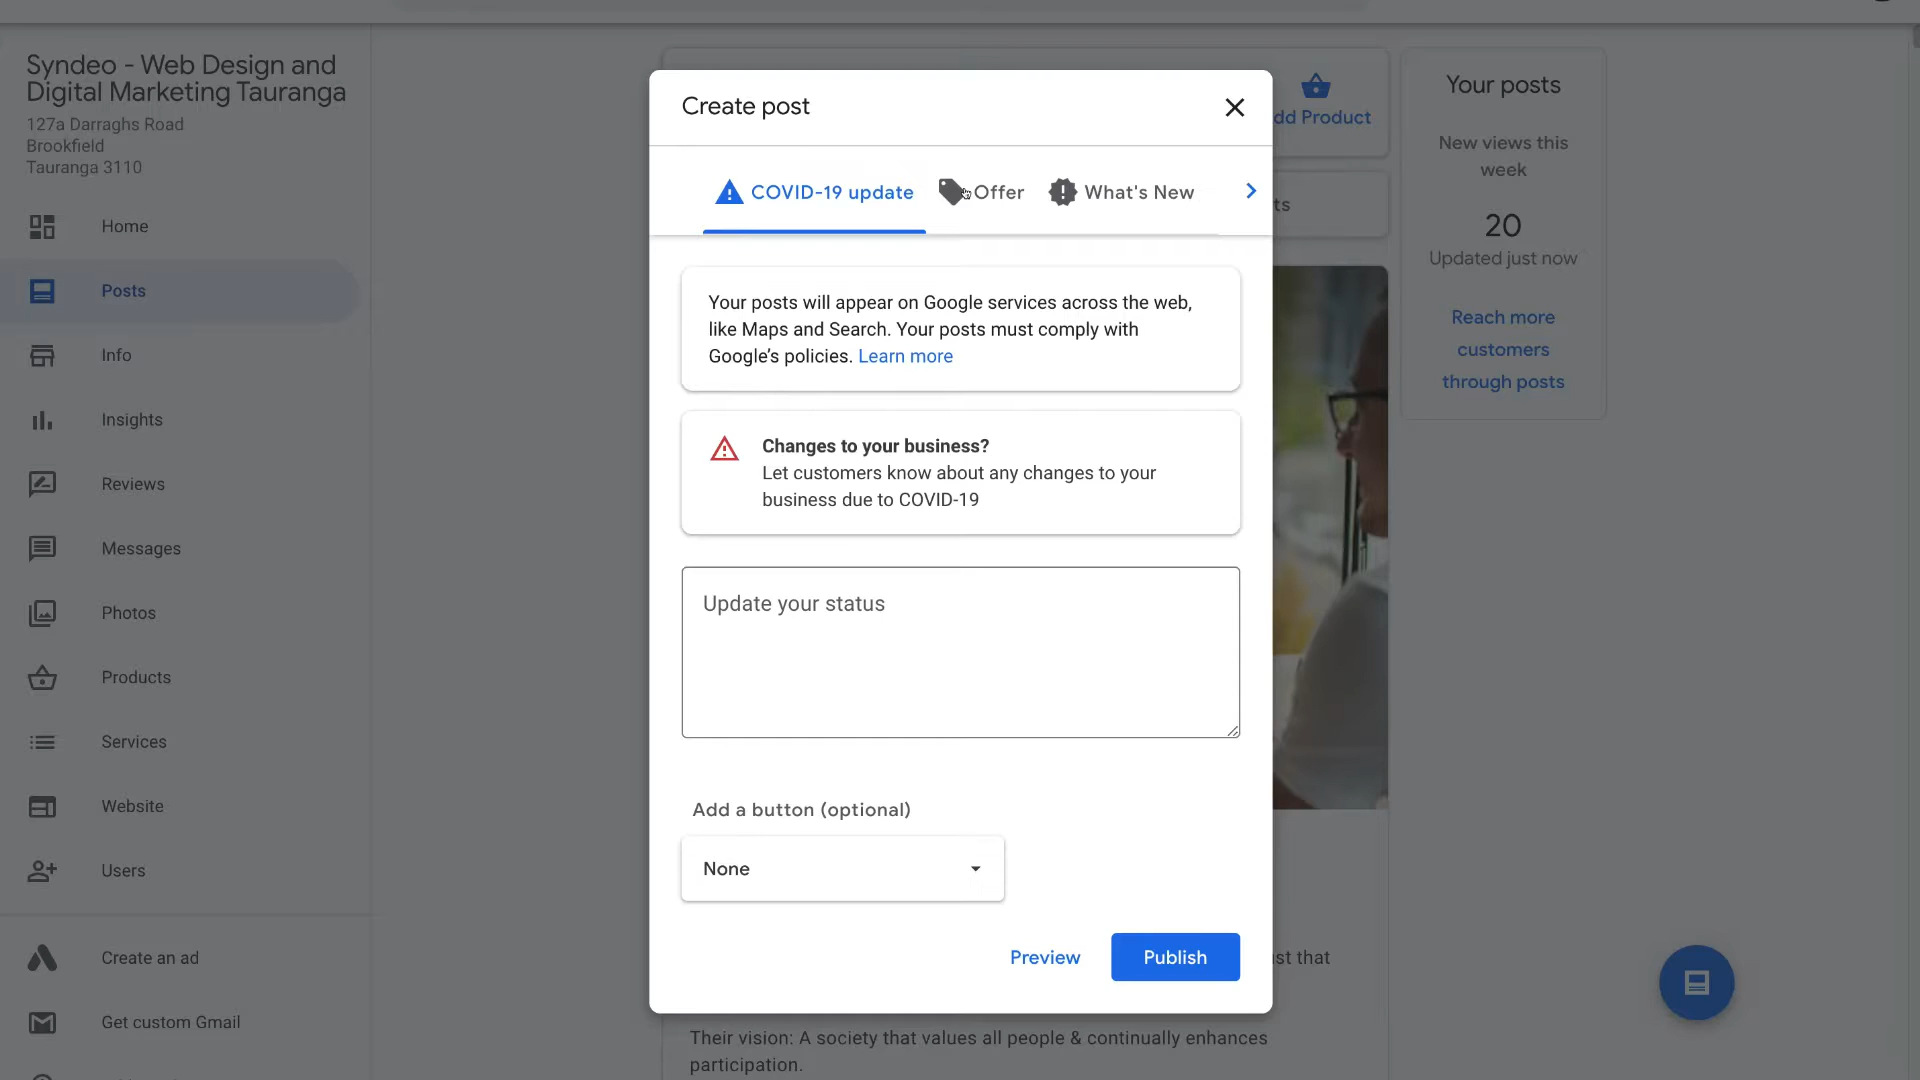 Syndeo - Web Design and
Digital Marketing Tauranga
127a Darraghs Road
Brookfield
Tauranga 3110
Home
Posts
Info
Insights
Reviews
Messages
Photos
Products
Services
Website
Users
Create an ad
Get custom Gmail
Create post
COVID-19 update
Offer
What's New
Your posts will appear on Google services across the web,
like Maps and Search. Your posts must comply with
Google’s policies. Learn more
Changes to your business?
Let customers know about any changes to your
business due to COVID-19
Update your status
Add a button (optional)
None
Preview
Publish
dd Product
ts
st that
Their vision: A society that values all people & continually enhances
participation.
Your posts
New views this
week
20
Updated just now
Reach more
customers
through posts